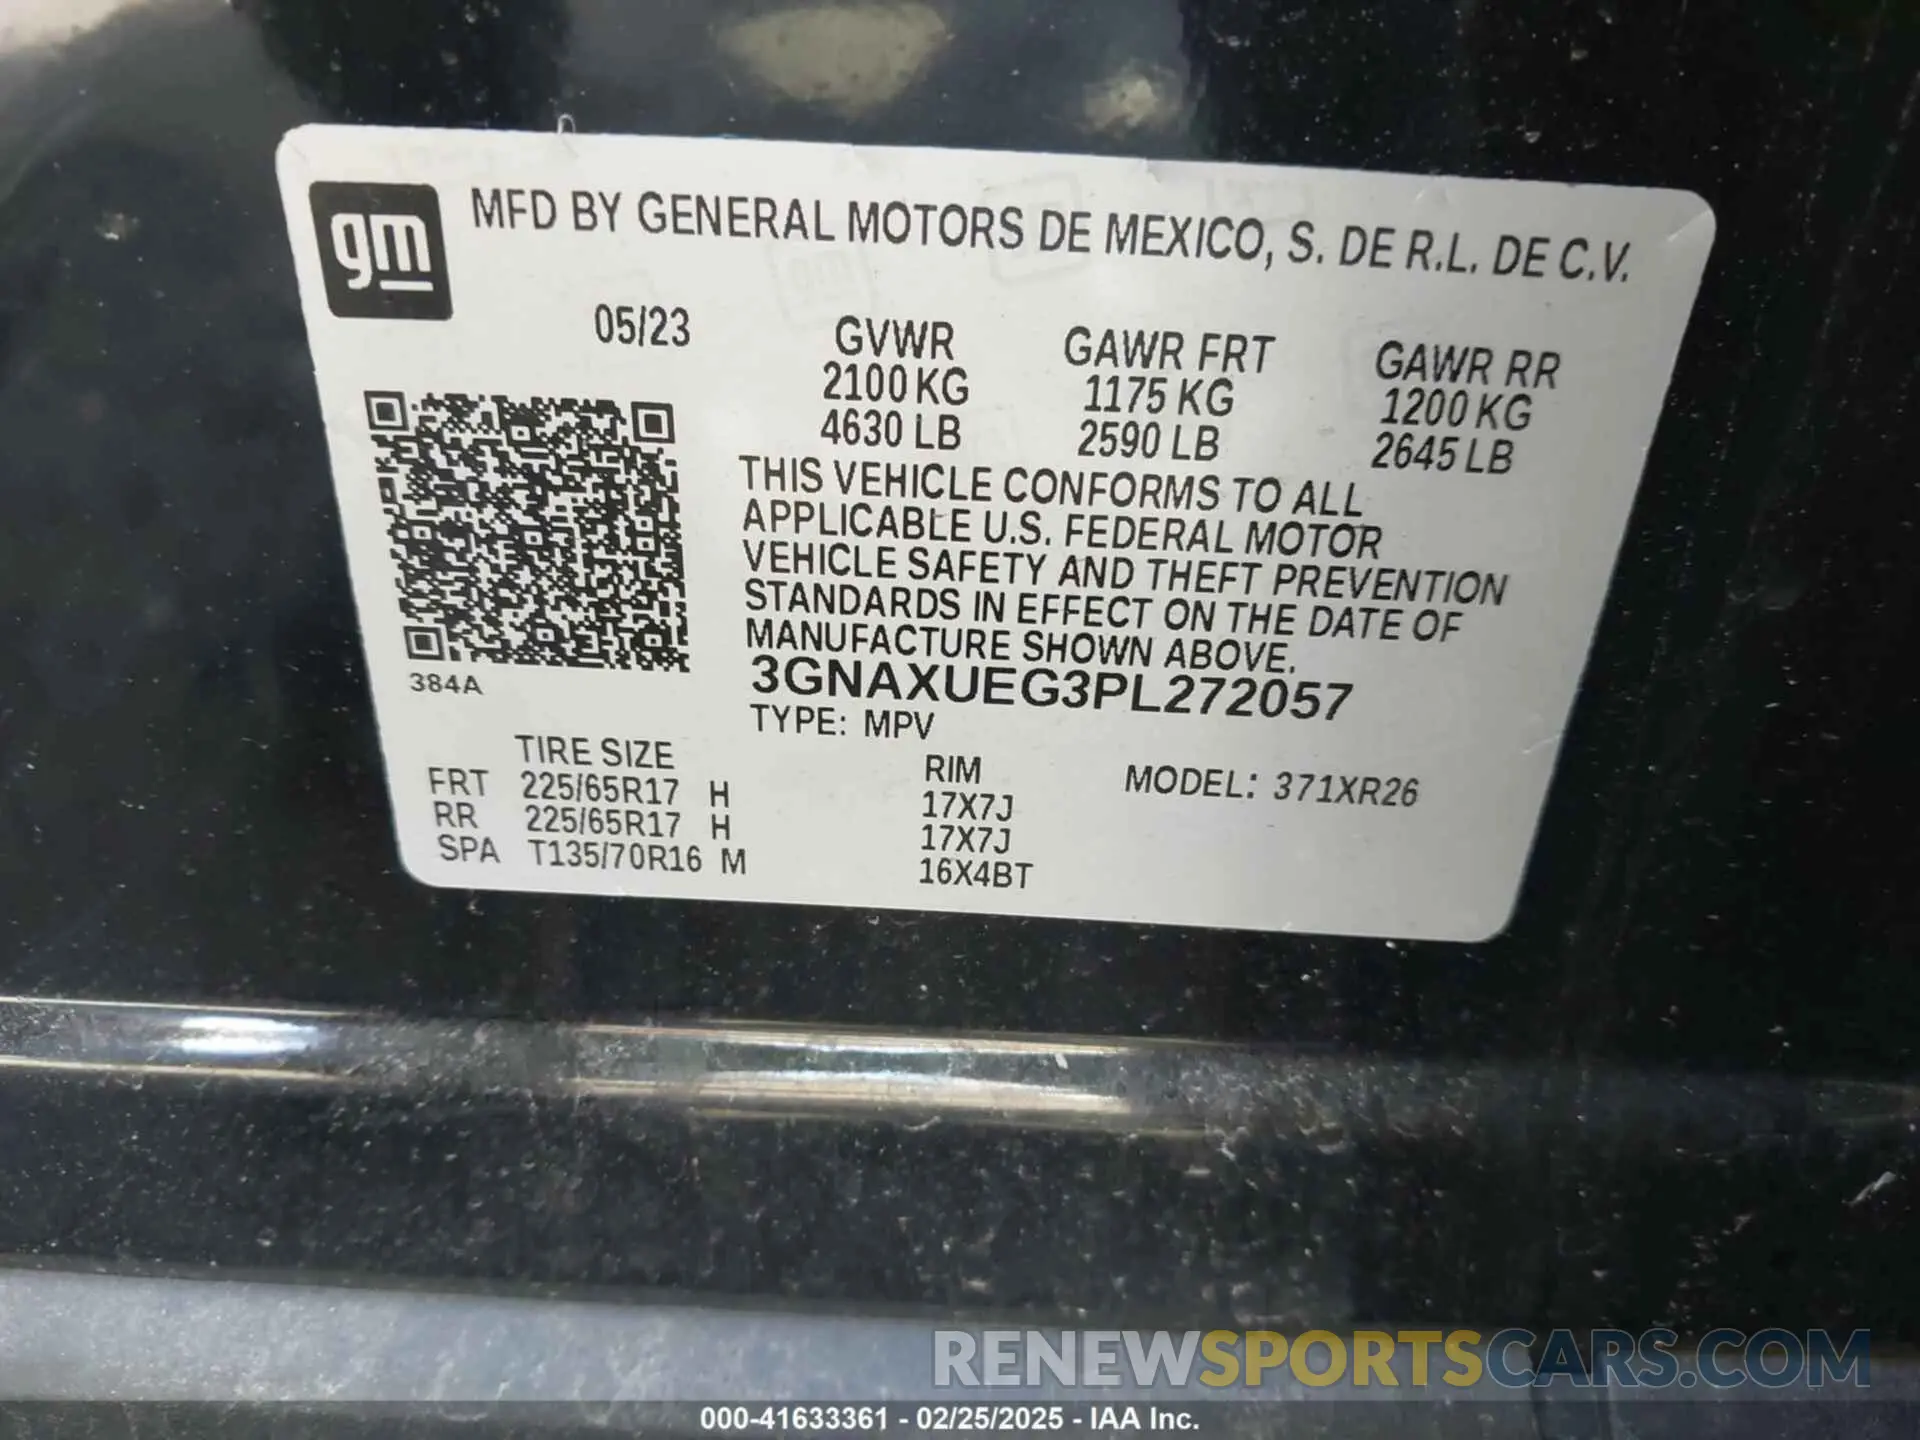 gm
MFD BY GENERAL MOTORS DE MEXICO, S. DE R.L. DE C.V.
05/23 GVWR GAWR FRT GAWR RR
2100 KG 1175 KG 1200 KG
4630 LB 2590 LB 2645 LB
THIS VEHICLE CONFORMS TO ALL
APPLICABLE U.S. FEDERAL MOTOR
VEHICLE SAFETY AND THEFT PREVENTION
STANDARDS IN EFFECT ON THE DATE OF
MANUFACTURE SHOWN ABOVE.
384A 3GNAXUEG3PL272057
TYPE: MPV
TIRE SIZE RIM MODEL: 371XR26
FRT 225/65R17 H 17X7J
RR 225/65R17 H 17X7J
SPA T135/70R16 M 16X4BT
RENEWSPORTSCARS.COM
000-41633361 - 02/25/2025 - IAA Inc.